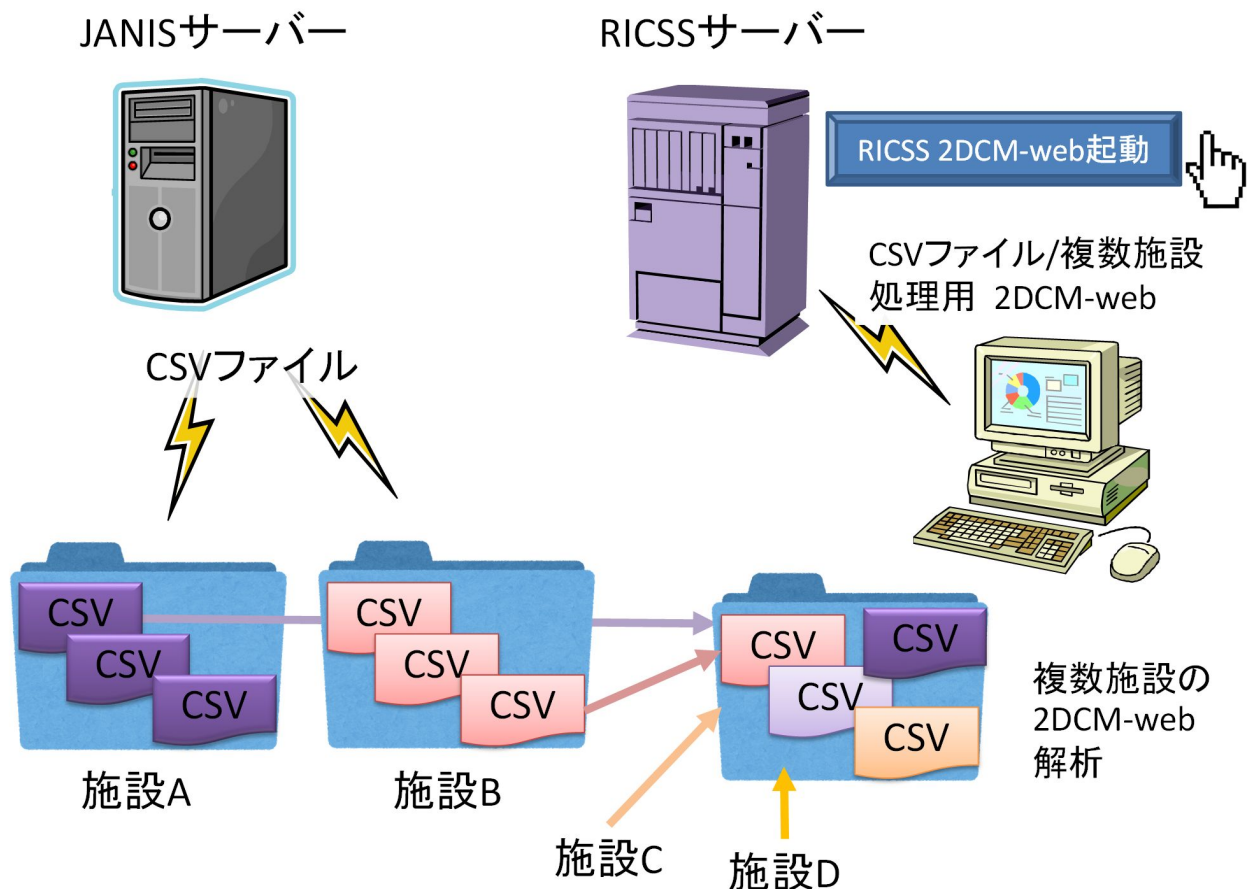 JANISサーバー
RICSSサーバー
RICSS 2DCM-web起動
CSVファイル/複数施設
処理用 2DCM-web
CSVファイル
CSV
CSV
CSV
CSV
CSV
CSV
CSV
CSV
CSV
CSV
複数施設の
2DCM-web
解析
施設A
施設B
施設C
施設D